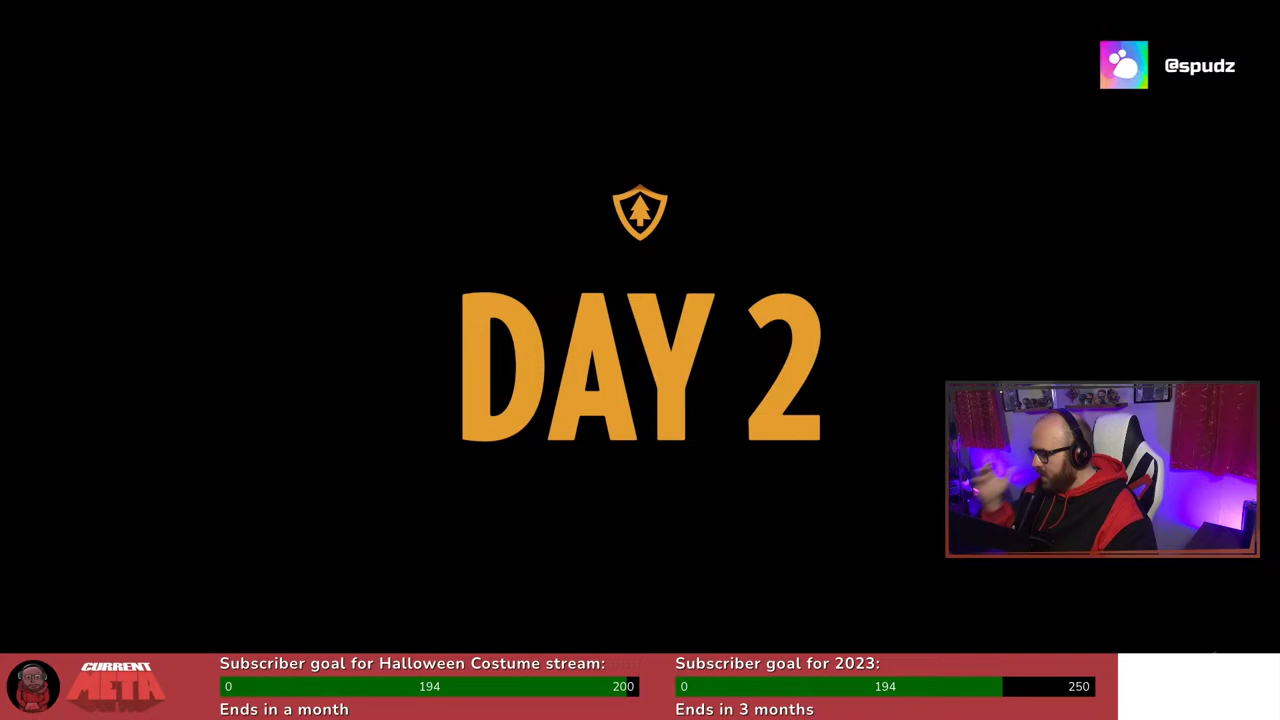 @spudz
DAY 2
CURRENT
META
Subscriber goal for Halloween Costume stream:
0 194 200
Ends in a month
Subscriber goal for 2023:
0 194 250
Ends in 3 months